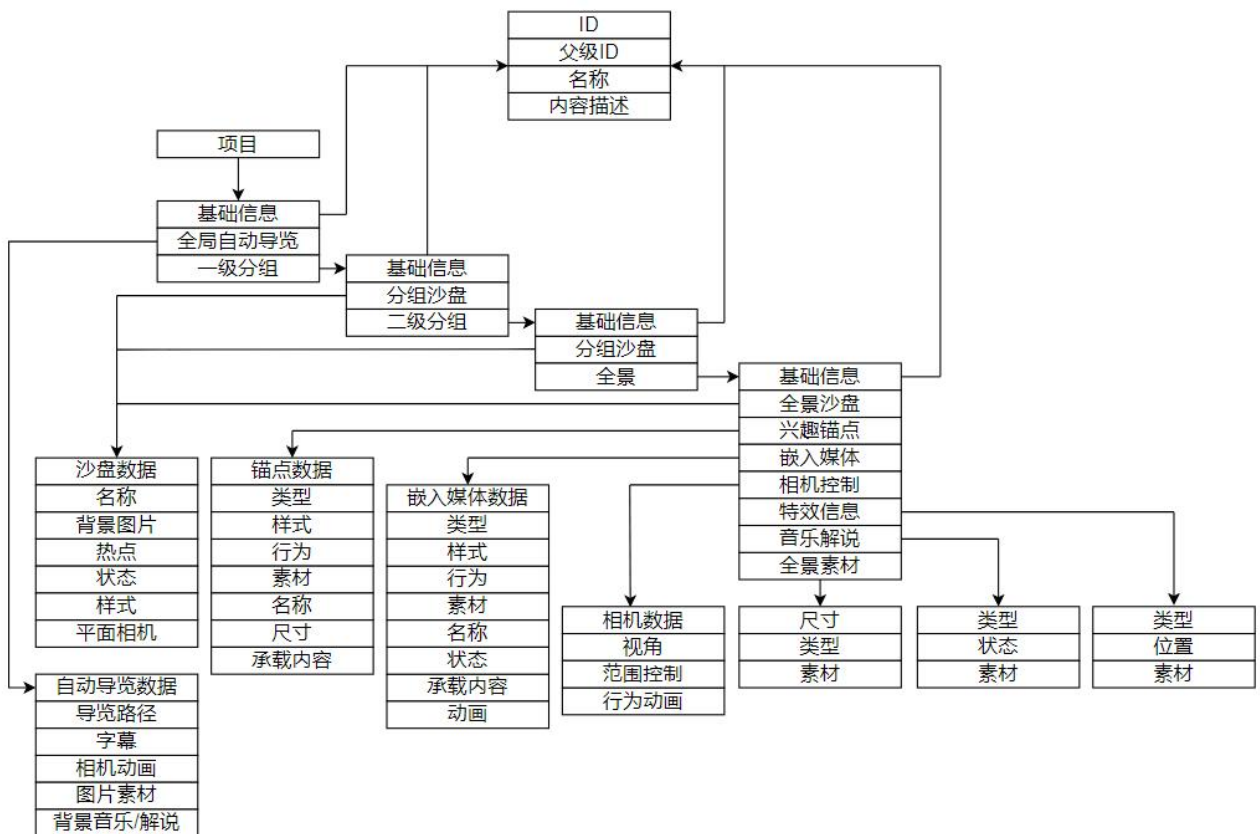 ID
父级ID
名称
内容描述
项目
基础信息
全局自动导览
一级分组
基础信息
分组沙盘
二级分组
基础信息
分组沙盘
全景
基础信息
全景沙盘
兴趣锚点
嵌入媒体
相机控制
特效信息
音乐解说
全景素材
沙盘数据
名称
背景图片
热点
状态
样式
平面相机
锚点数据
类型
样式
行为
素材
名称
尺寸
承载内容
嵌入媒体数据
类型
样式
行为
素材
名称
状态
承载内容
动画
相机数据
视角
范围控制
行为动画
尺寸
类型
素材
类型
状态
素材
类型
位置
素材
自动导览数据
导览路径
字幕
相机动画
图片素材
背景音乐/解说